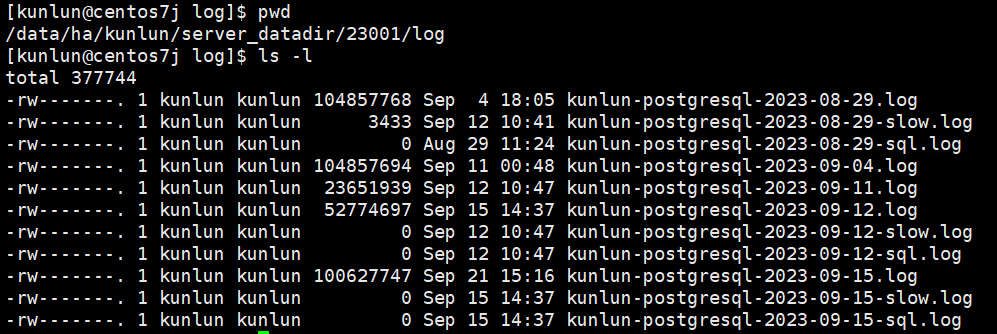 [kunlun@centos7j log]$ pwd
/data/ha/kunlun/server_datadir/23001/log
[kunlun@centos7j log]$ ls -l
total 377744
-rw-------. 1 kunlun kunlun 104857768 Sep  4 18:05 kunlun-postgresql-2023-08-29.log
-rw-------. 1 kunlun kunlun      3433 Sep 12 10:41 kunlun-postgresql-2023-08-29-slow.log
-rw-------. 1 kunlun kunlun         0 Aug 29 11:24 kunlun-postgresql-2023-08-29-sql.log
-rw-------. 1 kunlun kunlun 104857694 Sep 11 00:48 kunlun-postgresql-2023-09-04.log
-rw-------. 1 kunlun kunlun  23651939 Sep 12 10:47 kunlun-postgresql-2023-09-11.log
-rw-------. 1 kunlun kunlun  52774697 Sep 15 14:37 kunlun-postgresql-2023-09-12.log
-rw-------. 1 kunlun kunlun         0 Sep 12 10:47 kunlun-postgresql-2023-09-12-slow.log
-rw-------. 1 kunlun kunlun         0 Sep 12 10:47 kunlun-postgresql-2023-09-12-sql.log
-rw-------. 1 kunlun kunlun 100627747 Sep 21 15:16 kunlun-postgresql-2023-09-15.log
-rw-------. 1 kunlun kunlun         0 Sep 15 14:37 kunlun-postgresql-2023-09-15-slow.log
-rw-------. 1 kunlun kunlun         0 Sep 15 14:37 kunlun-postgresql-2023-09-15-sql.log